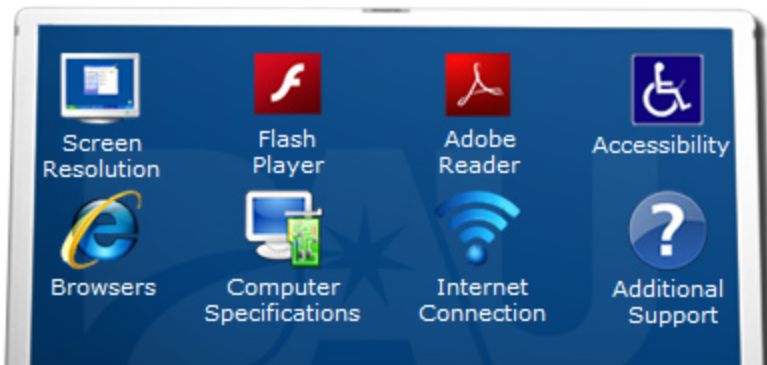 Screen
Resolution
Flash
Player
Adobe
Reader
Accessibility
Browsers
Computer
Specifications
Internet
Connection
Additional
Support
?